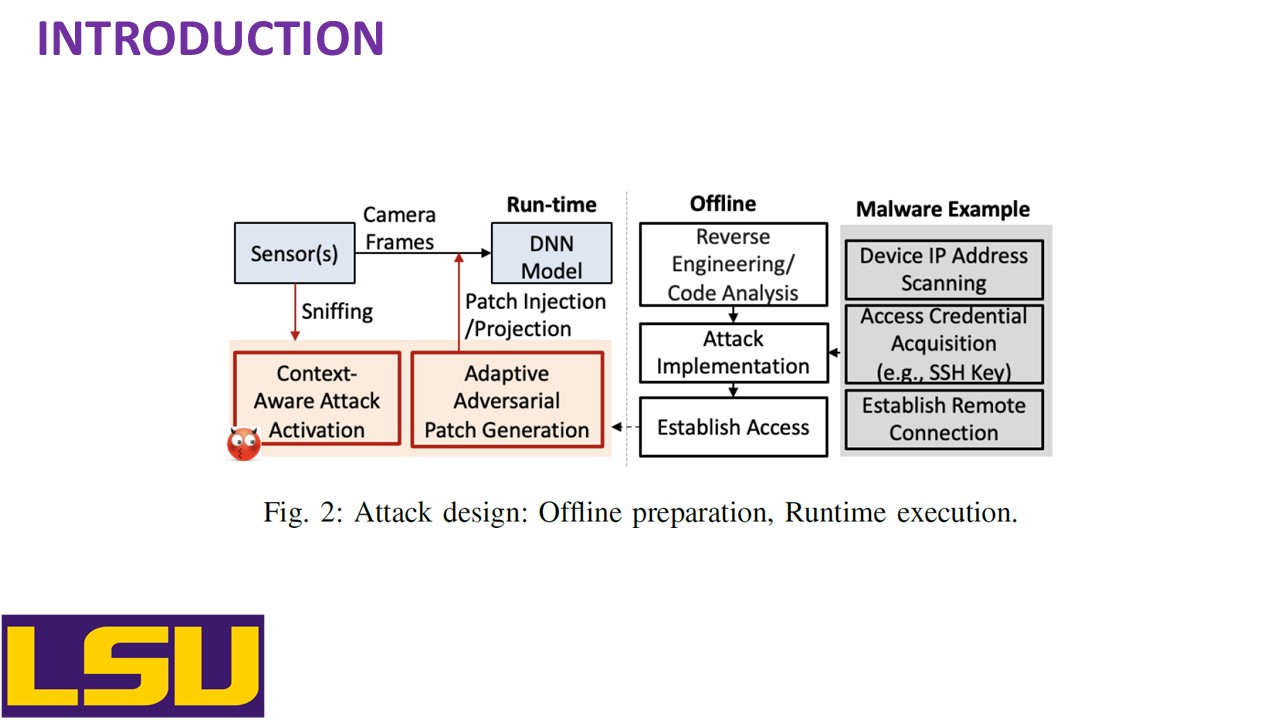 INTRODUCTION
Run-time
Camera
Frames
Sensor(s)
DNN
Model
Sniffing
Patch Injection
/Projection
Context-
Aware Attack
Activation
Adaptive
Adversarial
Patch Generation
Offline
Reverse
Engineering/
Code Analysis
Attack
Implementation
Establish Access
Malware Example
Device IP Address
Scanning
Access Credential
Acquisition
(e.g., SSH Key)
Establish Remote
Connection
Fig. 2: Attack design: Offline preparation, Runtime execution.
LSU